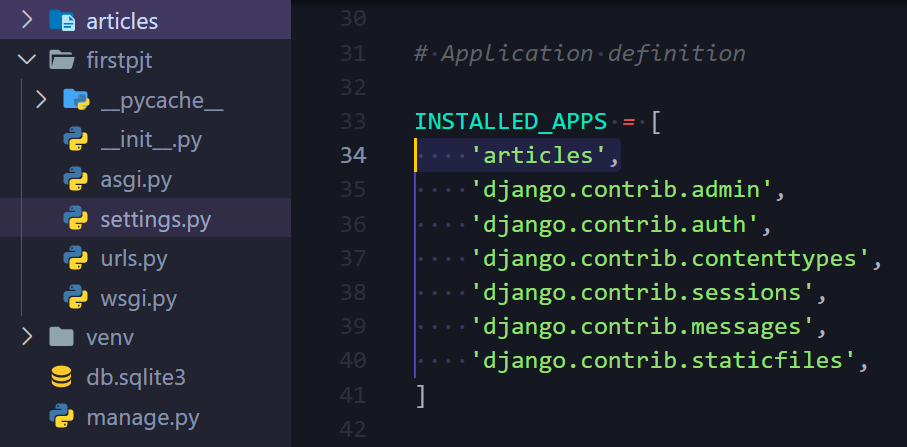 articles
firstpjt
__pycache__
__init__.py
asgi.py
settings.py
urls.py
wsgi.py
venv
db.sqlite3
manage.py
30
31 # Application definition
32
33 INSTALLED_APPS = [
34 'articles',
35 'django.contrib.admin',
36 'django.contrib.auth',
37 'django.contrib.contenttypes',
38 'django.contrib.sessions',
39 'django.contrib.messages',
40 'django.contrib.staticfiles',
41 ]
42